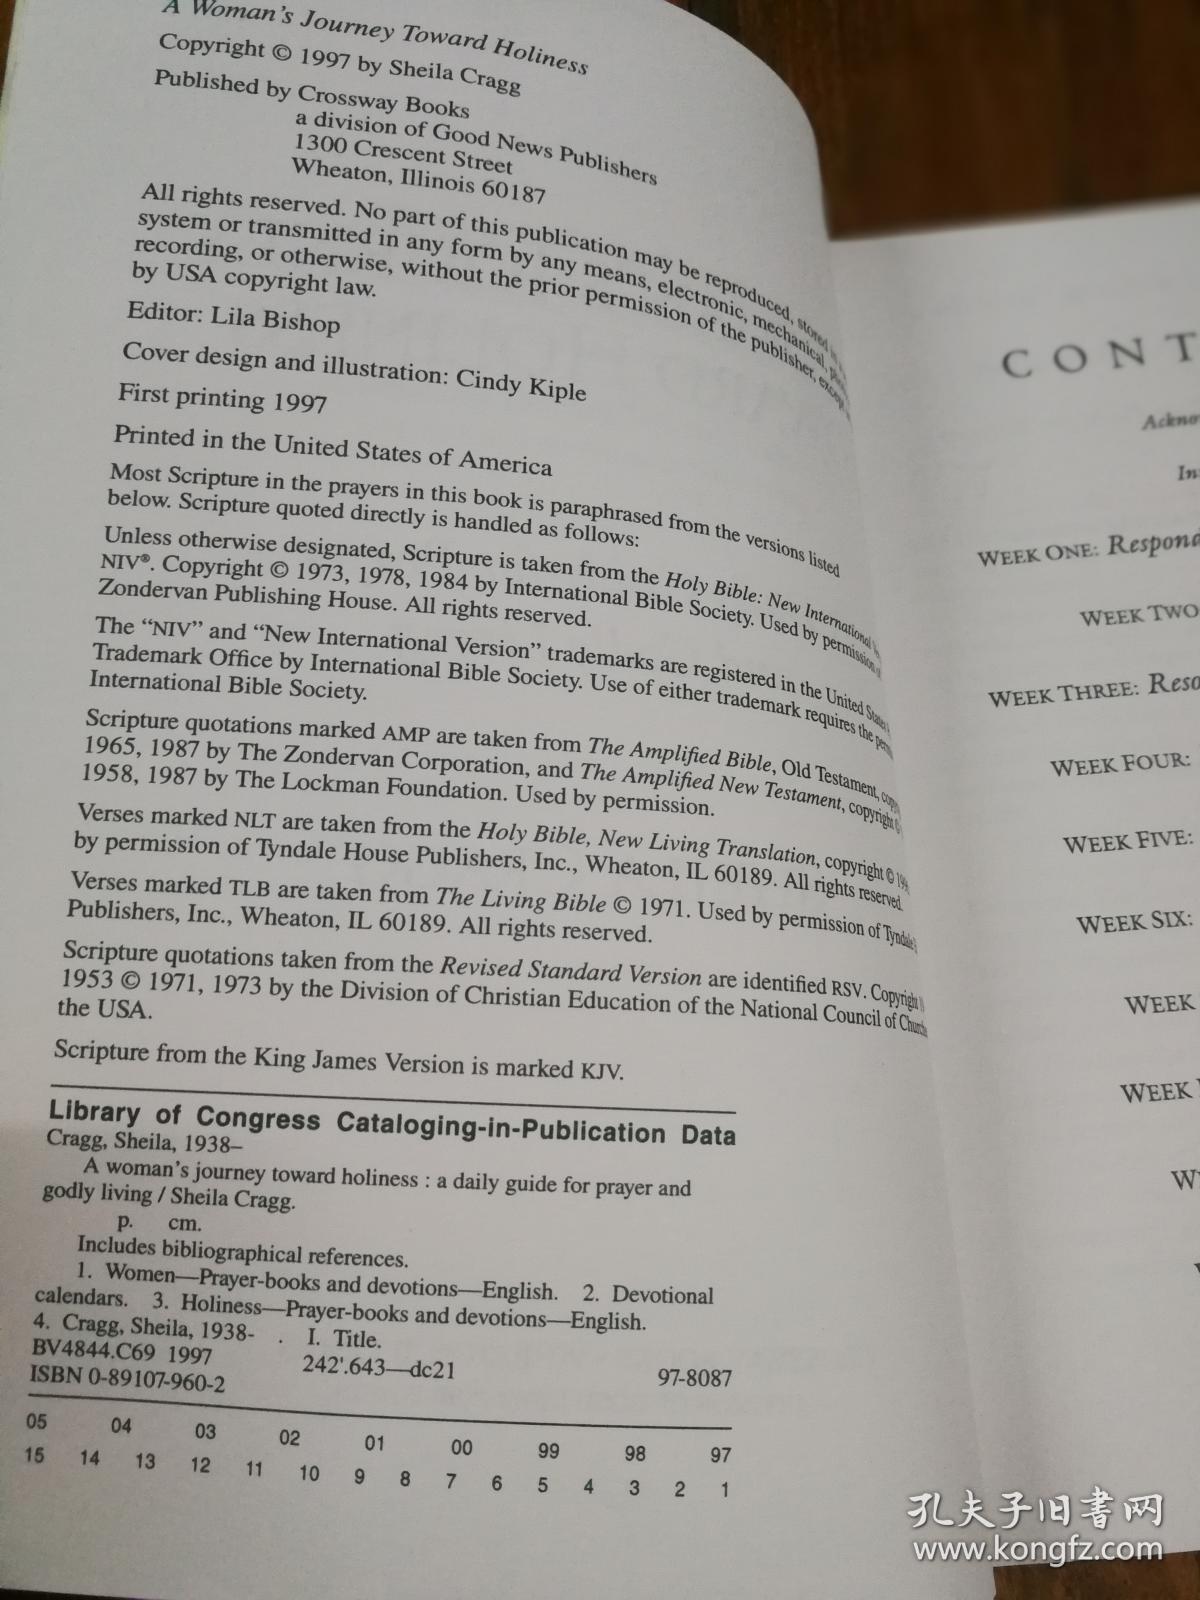 A Woman's Journey Toward Holiness
Copyright © 1997 by Sheila Cragg
Published by Crossway Books
a division of Good News Publishers
1300 Crescent Street
Wheaton, Illinois 60187
All rights reserved. No part of this publication may be reproduced, stored in a
system or transmitted in any form by any means, electronic, mechanical,
recording, or otherwise, without the prior permission of the publisher, except
by USA copyright law.
Editor: Lila Bishop
Cover design and illustration: Cindy Kiple
First printing 1997
Printed in the United States of America
Most Scripture in the prayers in this book is paraphrased from the versions listed
below. Scripture quoted directly is handled as follows:
Unless otherwise designated, Scripture is taken from the Holy Bible: New International
NIV®. Copyright © 1973, 1978, 1984 by International Bible Society. Used by permission of
Zondervan Publishing House. All rights reserved.
The “NIV” and “New International Version” trademarks are registered in the United States
Trademark Office by International Bible Society. Use of either trademark requires the
International Bible Society.
Scripture quotations marked AMP are taken from The Amplified Bible, Old Testament,
1965, 1987 by The Zondervan Corporation, and The Amplified New Testament, copyright ©
1958, 1987 by The Lockman Foundation. Used by permission.
Verses marked NLT are taken from the Holy Bible, New Living Translation, copyright ©
by permission of Tyndale House Publishers, Inc., Wheaton, IL 60189. All rights reserved.
Verses marked TLB are taken from The Living Bible © 1971. Used by permission of Tyndale
Publishers, Inc., Wheaton, IL 60189. All rights reserved.
Scripture quotations taken from the Revised Standard Version are identified RSV. Copyright
1953 © 1971, 1973 by the Division of Christian Education of the National Council of
the USA.
Scripture from the King James Version is marked KJV.
Library of Congress Cataloging-in-Publication Data
Cragg, Sheila, 1938–
A woman's journey toward holiness : a daily guide for prayer and
godly living / Sheila Cragg.
p. cm.
Includes bibliographical references.
1. Women—Prayer-books and devotions—English. 2. Devotional
calendars. 3. Holiness—Prayer-books and devotions—English.
4. Cragg, Sheila, 1938- . I. Title.
BV4844.C69 1997
242'.643—dc21 97-8087
ISBN 0-89107-960-2
05 04 03 02 01 00 99 98 97
15 14 13 12 11 10 9 8 7 6 5 4 3 2 1
CONT
Ackno
In
WEEK ONE: Respond
WEEK TWO
WEEK THREE: Reso
WEEK FOUR:
WEEK FIVE:
WEEK SIX:
WEEK
WEEK
孔夫子旧书网
www.kongfz.com